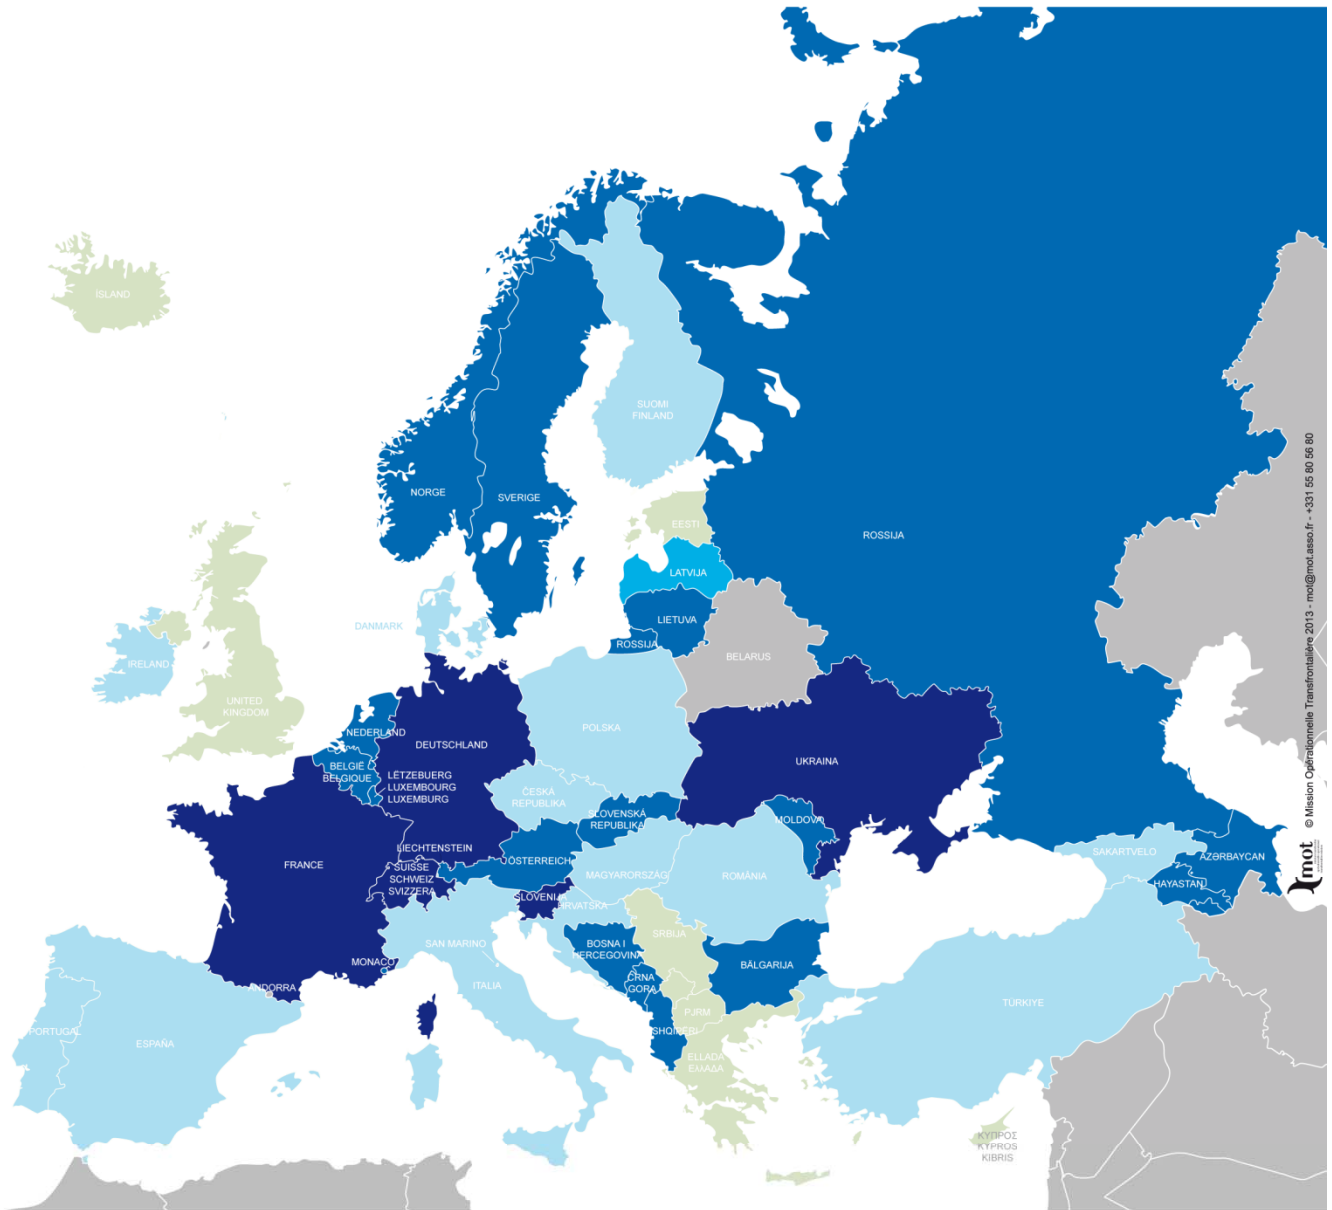 ÍSLAND
SUOMI
FINLAND
NORGE
SVERIGE
EESTI
ROSSIJA
LATVIJA
LIETUVA
DANMARK
ROSSIJA
BELARUS
IRELAND
UNITED
KINGDOM
POLSKA
NEDERLAND
DEUTSCHLAND
UKRAINA
BELGIË
BELGIQUE
LËTZEBUERG
LUXEMBOURG
LUXEMBURG
ČESKÁ
REPUBLIKA
SLOVENSKÁ
REPUBLIKA
MOLDOVA
LIECHTENSTEIN
FRANCE
SUISSE
SCHWEIZ
SVIZZERA
ÖSTERREICH
MAGYARORSZÁG
ROMÂNIA
SAKARTVELO
AZƏRBAYCAN
HAYASTAN
SLOVENIJA
HRVATSKA
SAN MARINO
BOSNA I
HERCEGOVINA
SRBIJA
BĂLGARIJA
MONACO
ITALIA
CRNA
GORA
ANDORRA
PJRM
TÜRKIYE
PORTUGAL
ESPAÑA
SHQIPËRI
ELLADA
ΕΛΛΑΔΑ
ΚΥΠΡΟΣ
KYPROS
KIBRIS
© Mission Opérationnelle Transfrontalière 2013 - mot@mot.asso.fr - +331 55 80 56 80
mot